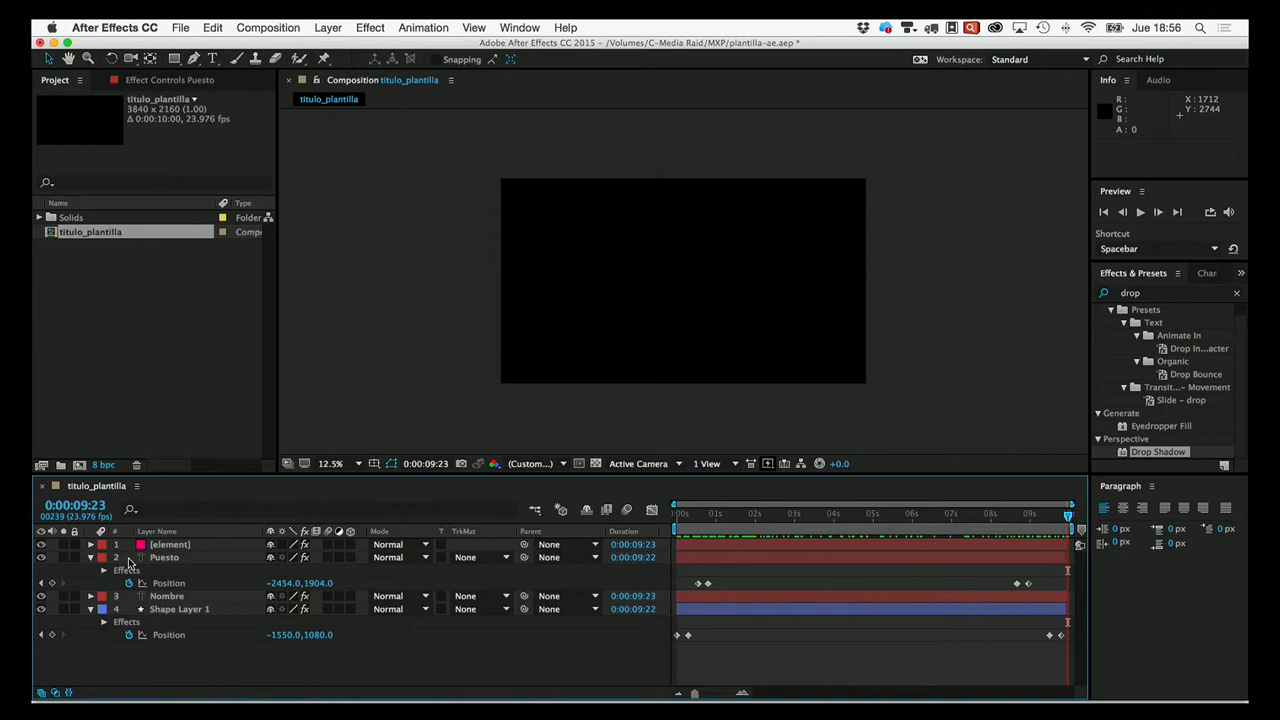 After Effects CC File Edit Composition Layer Effect Animation View Window Help Jue 18:56
Adobe After Effects CC 2015 - /Volumes/C-Media Raid/MXP/plantilla-ae.aep *
Snapping Workspace: Standard Search Help
Project Effect Controls Puesto Composition titulo_plantilla Info Audio
titulo_plantilla
3840 x 2160 (1.00)
Δ 0:00:10:00, 23.976 fps
titulo_plantilla
R : X : 1712
G : Y : 2744
B :
A : 0
Preview
Shortcut
Spacebar
Name Type
Solids Folder
titulo_plantilla Compo
Effects & Presets Char
drop
Presets
Text
Animate In
Drop In...acter
Organic
Drop Bounce
Transit...- Movement
Slide - drop
Generate
Eyedropper Fill
Perspective
Drop Shadow
8 bpc 12.5% 0:00:09:23 (Custom...) Active Camera 1 View +0.0
titulo_plantilla
0:00:09:23
00239 (23.976 fps)
:00s 01s 02s 03s 04s 05s 06s 07s 08s 09s
# Layer Name Mode T TrkMat Parent Duration
1 [element] Normal None 0:00:09:23
2 Puesto Normal None None 0:00:09:22
Effects
Position -2454.0,1904.0
3 Nombre Normal None None 0:00:09:22
4 Shape Layer 1 Normal None None 0:00:09:22
Effects
Position -1550.0,1080.0
Paragraph
0 px 0 px 0 px
0 px 0 px